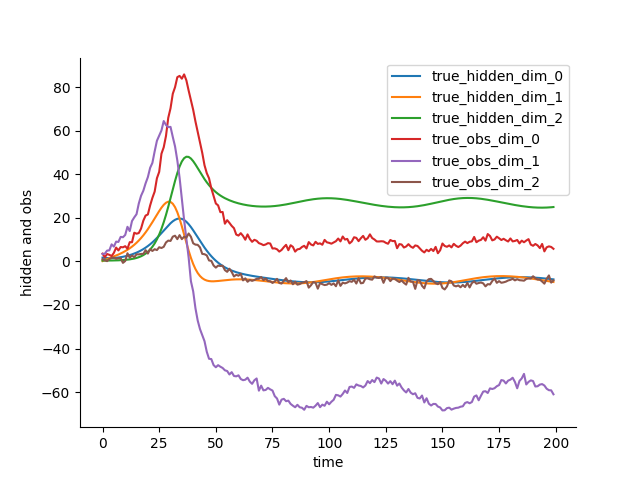 true_hidden_dim_0
true_hidden_dim_1
true_hidden_dim_2
true_obs_dim_0
true_obs_dim_1
true_obs_dim_2
hidden and obs
80
60
40
20
0
−20
−40
−60
0 25 50 75 100 125 150 175 200
time